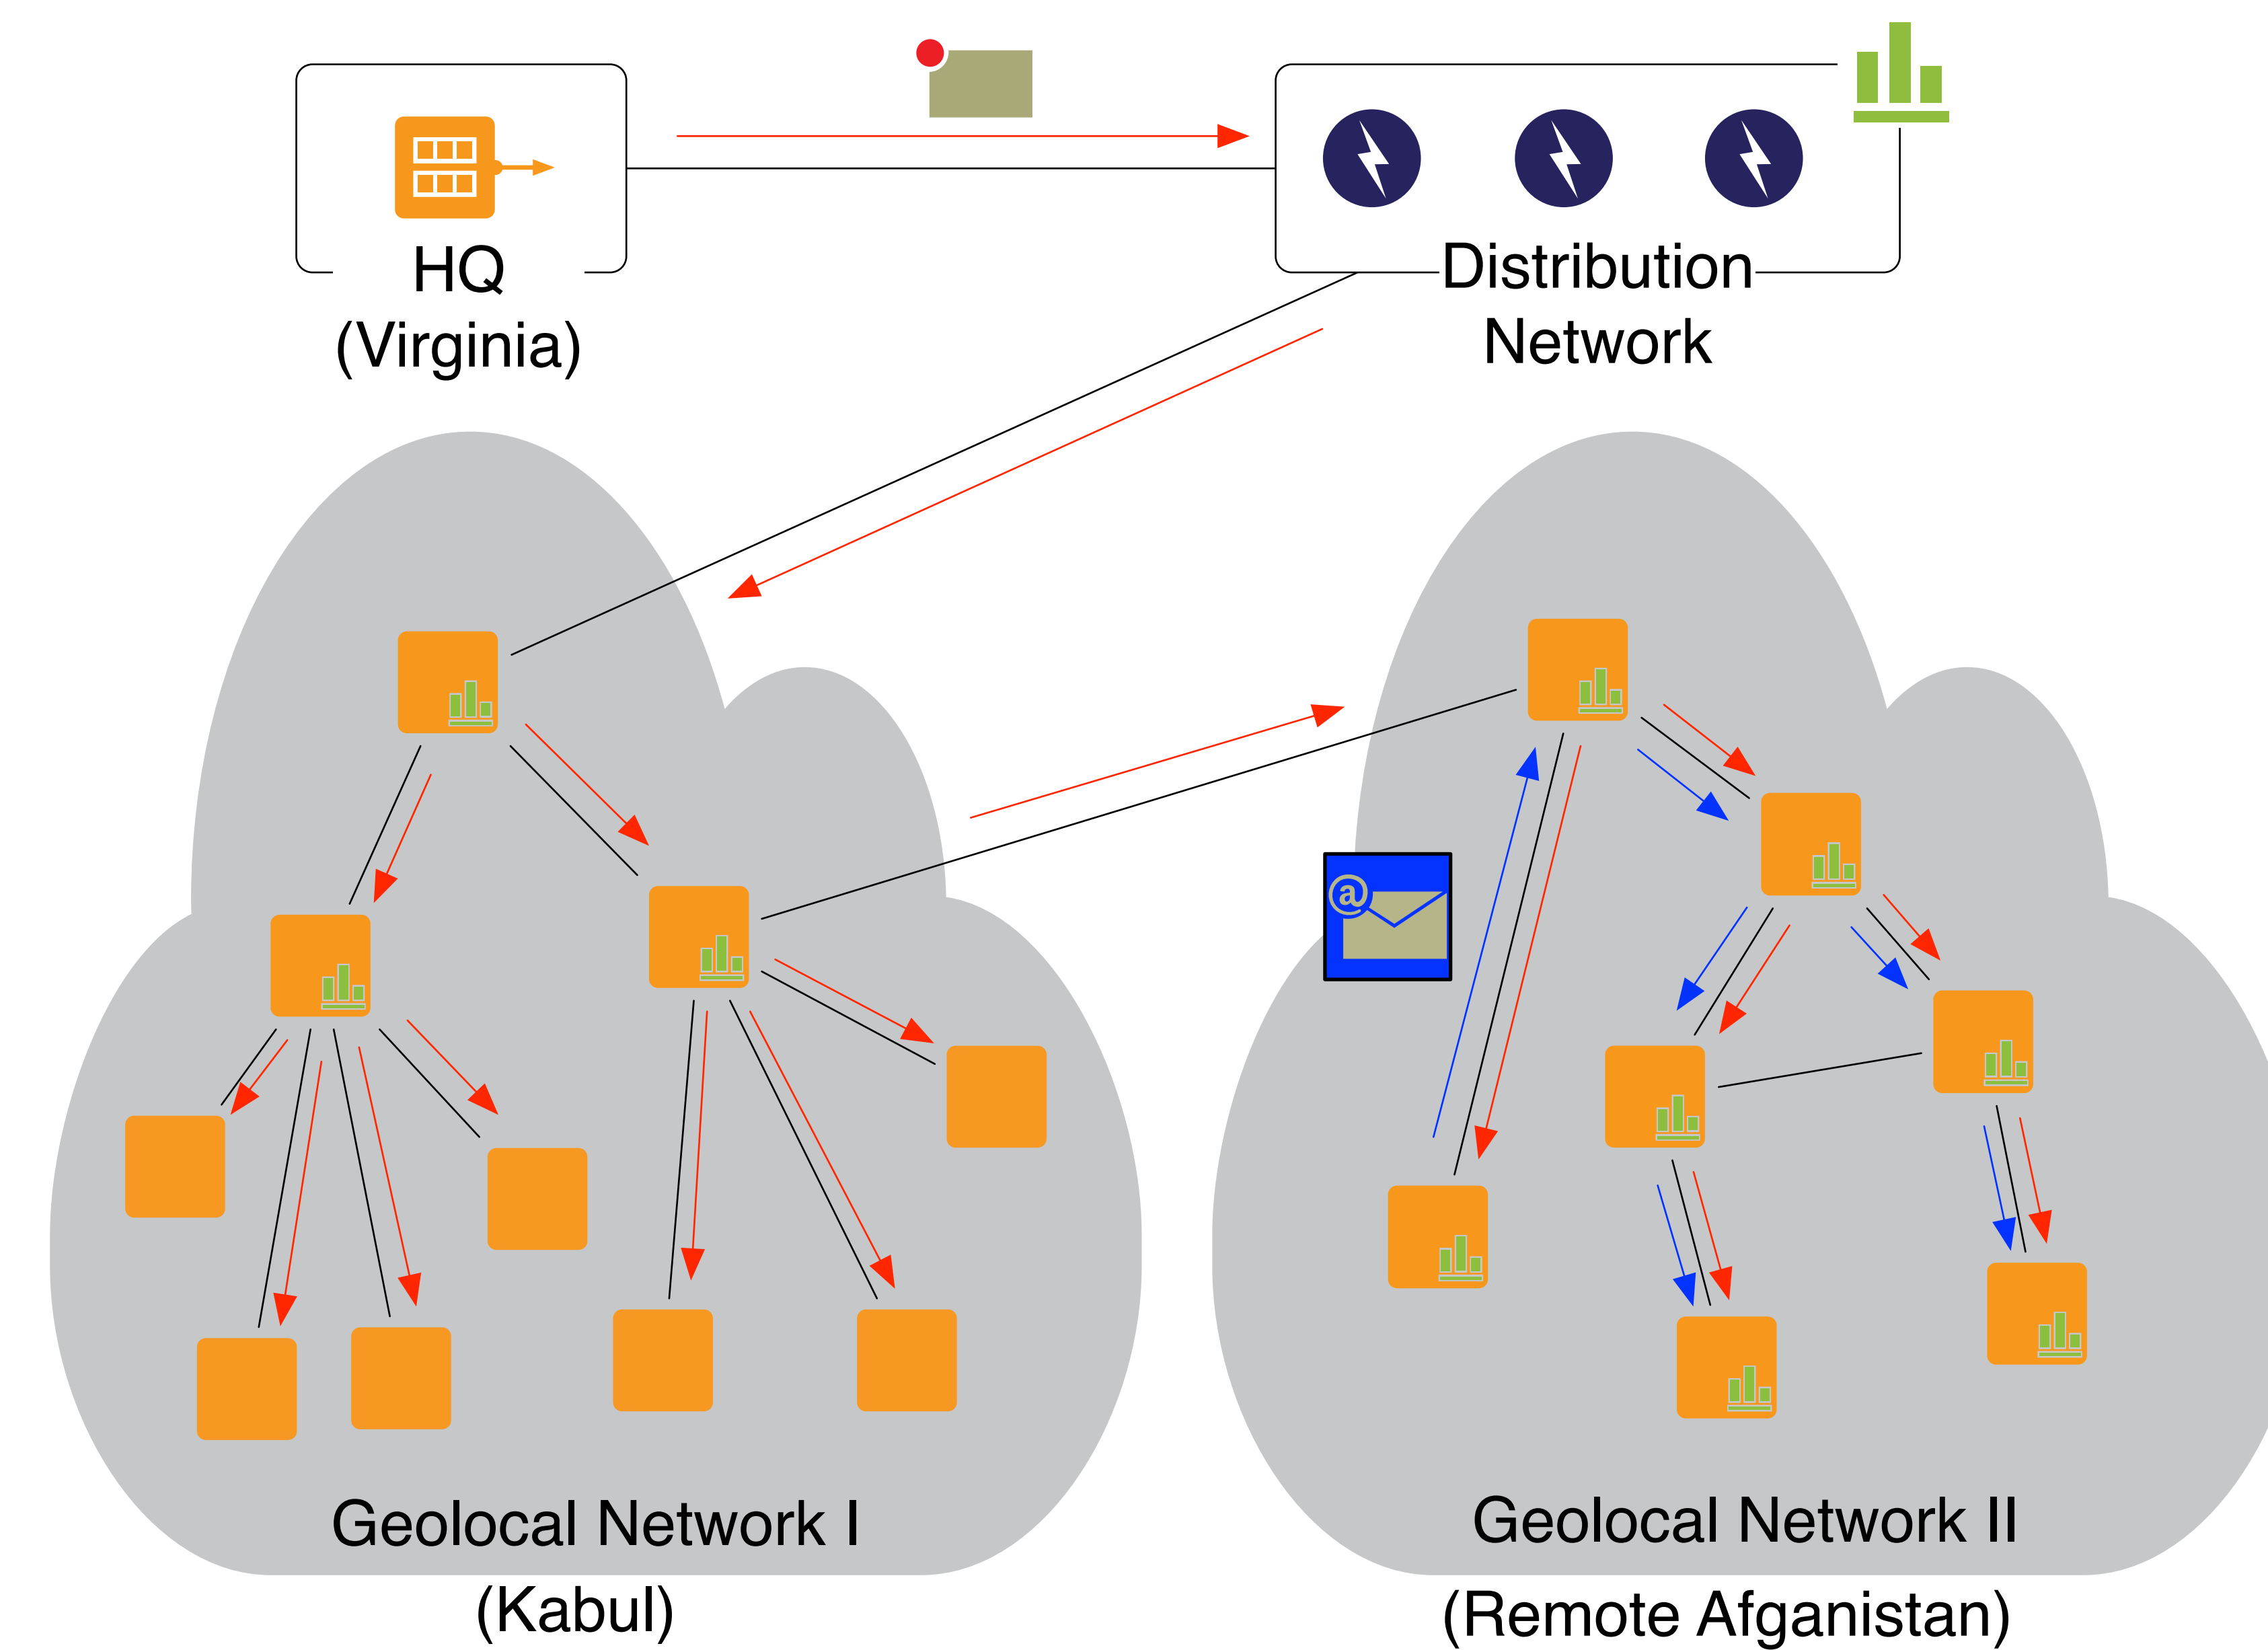 HQ
(Virginia)
Distribution
Network
@
Geolocal Network I
(Kabul)
Geolocal Network II
(Remote Afganistan)